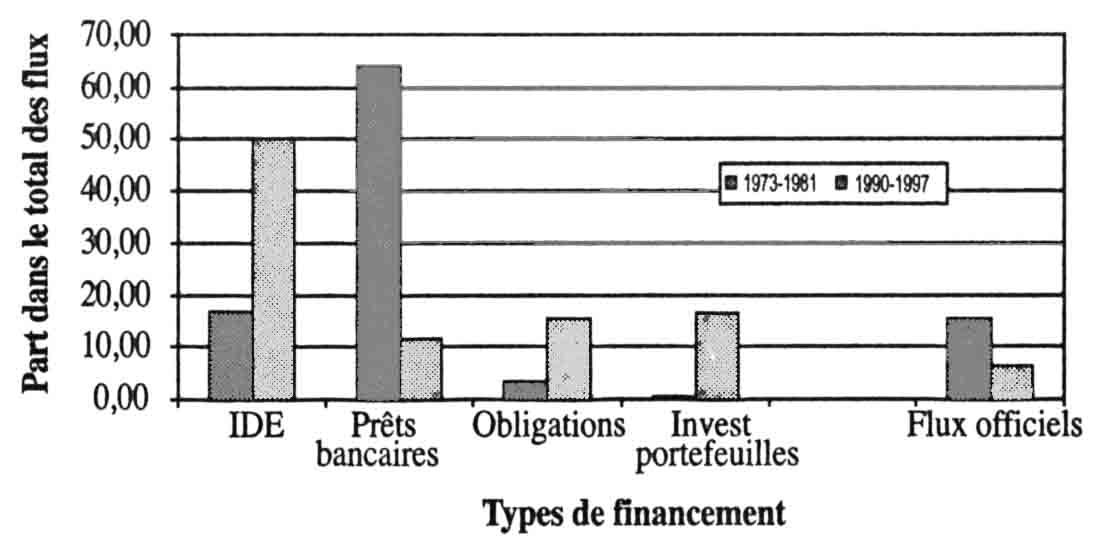 Part dans le total des flux
70,00
60,00
50,00
40,00
30,00
20,00
10,00
0,00
1973-1981 1990-1997
IDE Prêts Obligations Invest Flux officiels
bancaires portefeuilles
Types de financement